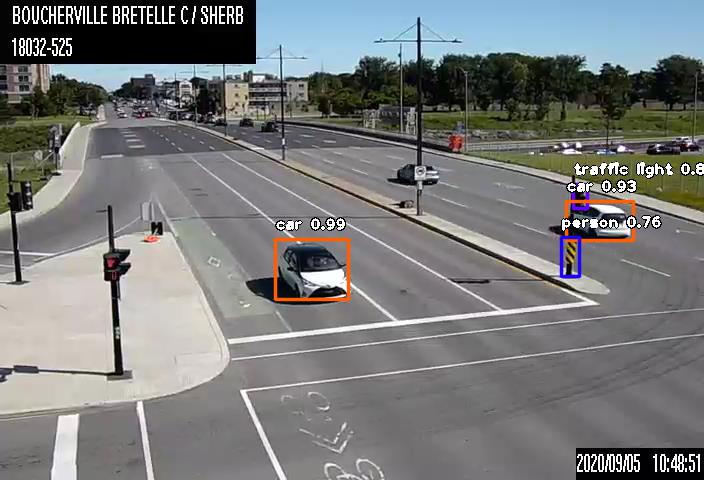 BOUCHERVILLE BRETELLE C / SHERB
18032-525
traffic light 0.8
car 0.93
person 0.76
car 0.99
2020/09/05 10:48:51